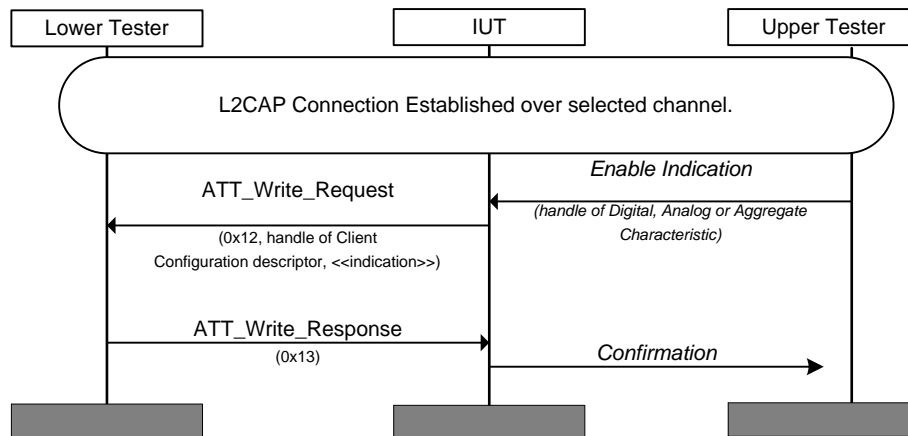 Lower Tester
IUT
Upper Tester
L2CAP Connection Established over selected channel.
Enable Indication
(handle of Digital, Analog or Aggregate
Characteristic)
ATT_Write_Request
(0x12, handle of Client
Configuration descriptor, <<indication>>)
ATT_Write_Response
(0x13)
Confirmation